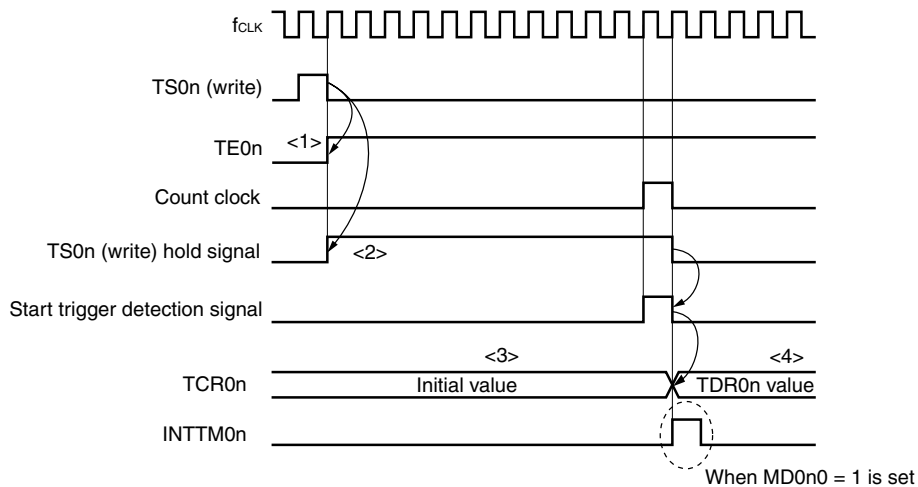 fCLK
TS0n (write)
<1>
TE0n
Count clock
TS0n (write) hold signal
<2>
Start trigger detection signal
<3>
<4>
TCR0n
Initial value
TDR0n value
INTTM0n
When MD0n0 = 1 is set